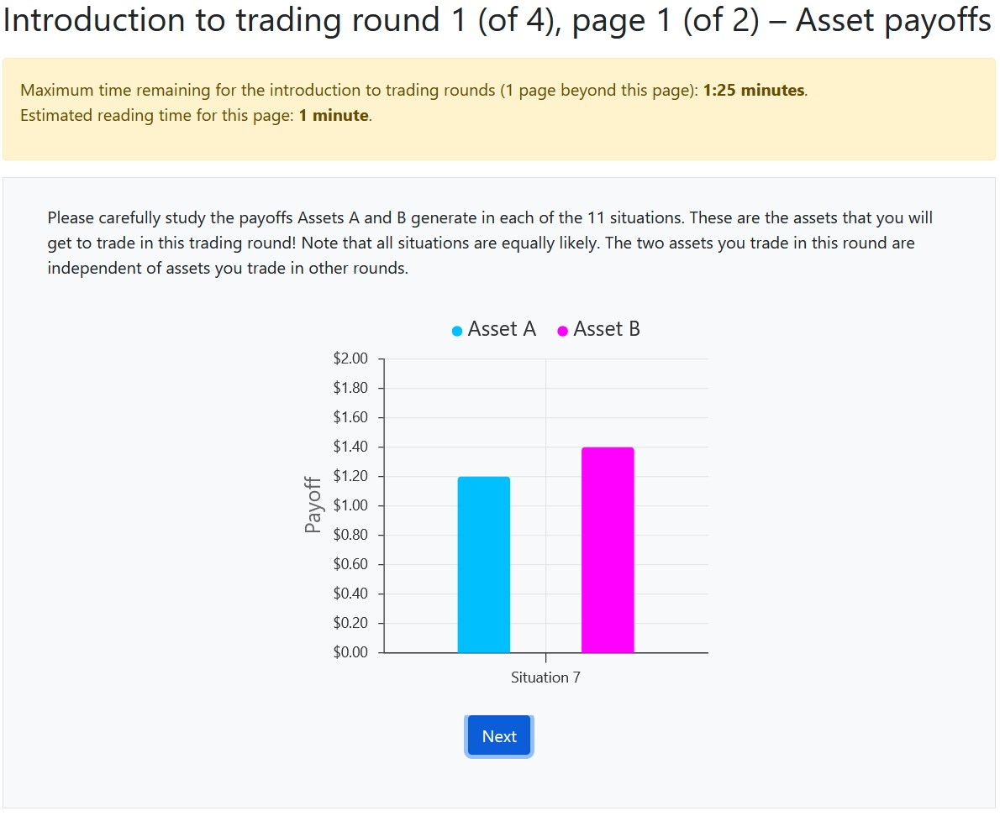 Introduction to trading round 1 (of 4), page 1 (of 2) – Asset payoffs
Maximum time remaining for the introduction to trading rounds (1 page beyond this page): 1:25 minutes.
Estimated reading time for this page: 1 minute.
Please carefully study the payoffs Assets A and B generate in each of the 11 situations. These are the assets that you will
get to trade in this trading round! Note that all situations are equally likely. The two assets you trade in this round are
independent of assets you trade in other rounds.
Asset A Asset B
$2.00
$1.80
$1.60
$1.40
$1.20
$1.00
$0.80
$0.60
$0.40
$0.20
$0.00
Payoff
Situation 7
Next